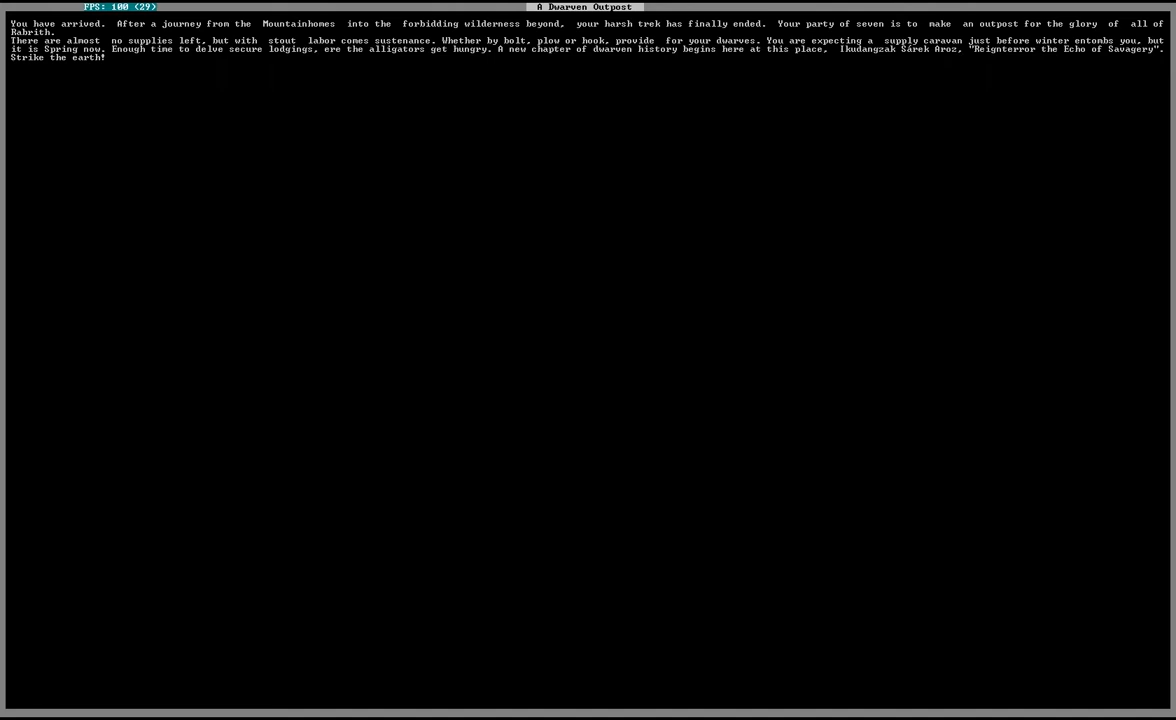 FPS: 100 (29)
A Dwarven Outpost
You have arrived. After a journey from the Mountainhomes into the forbidding wilderness beyond, your harsh trek has finally ended. Your party of seven is to make an outpost for the glory of all of
Rabrith.
There are almost no supplies left, but with stout labor comes sustenance. Whether by bolt, plow or hook, provide for your dwarves. You are expecting a supply caravan just before winter entombs you, but
it is Spring now. Enough time to delve secure lodgings, ere the alligators get hungry. A new chapter of dwarven history begins here at this place, Ikudangzak Sárek Aroz, "Reignterror the Echo of Savagery".
Strike the earth!